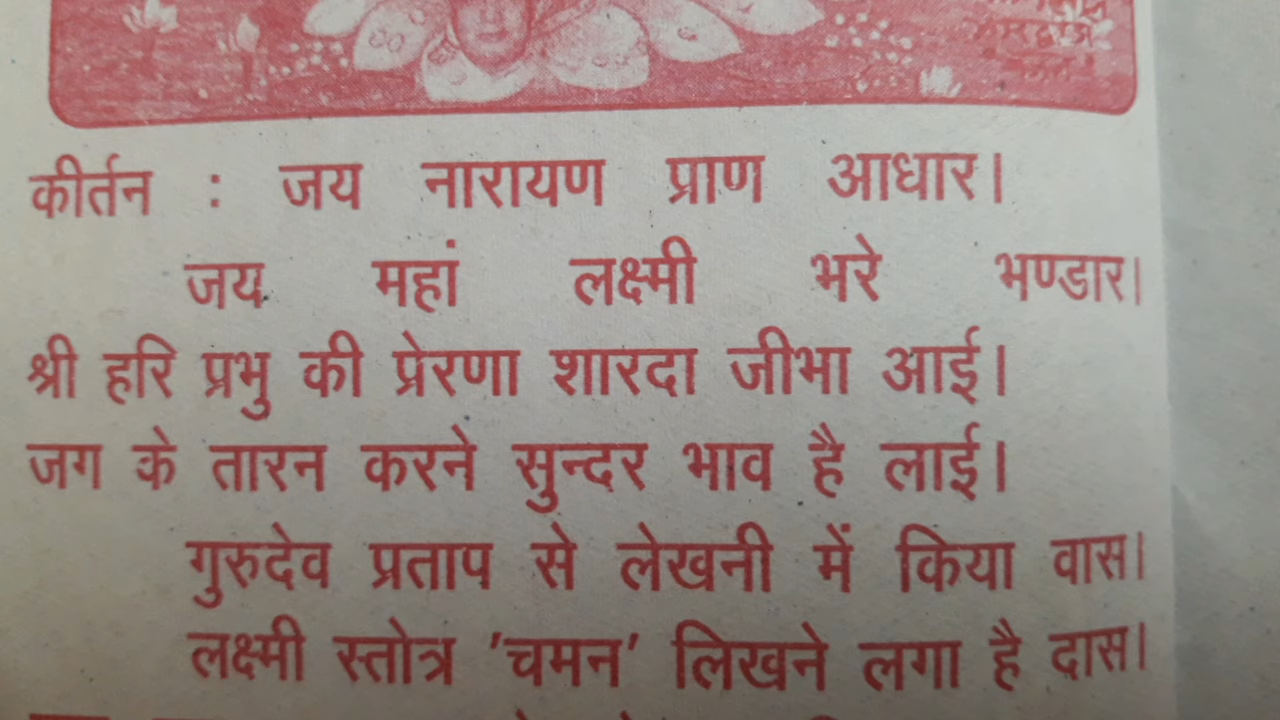 कीर्तन : जय नारायण प्राण आधार।
जय महां लक्ष्मी भरे भण्डार।
श्री हरि प्रभु की प्रेरणा शारदा जीभा आई।
जग के तारन करने सुन्दर भाव है लाई।
गुरुदेव प्रताप से लेखनी में किया वास।
लक्ष्मी स्तोत्र 'चमन' लिखने लगा है दास।